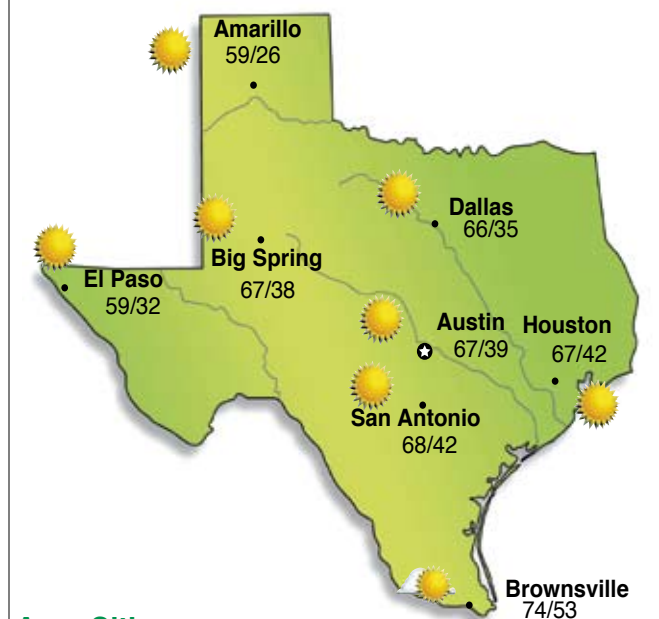 Amarillo
59/26
Dallas
66/35
Big Spring
67/38
El Paso
59/32
Austin
67/39
Houston
67/42
San Antonio
68/42
Brownsville
74/53